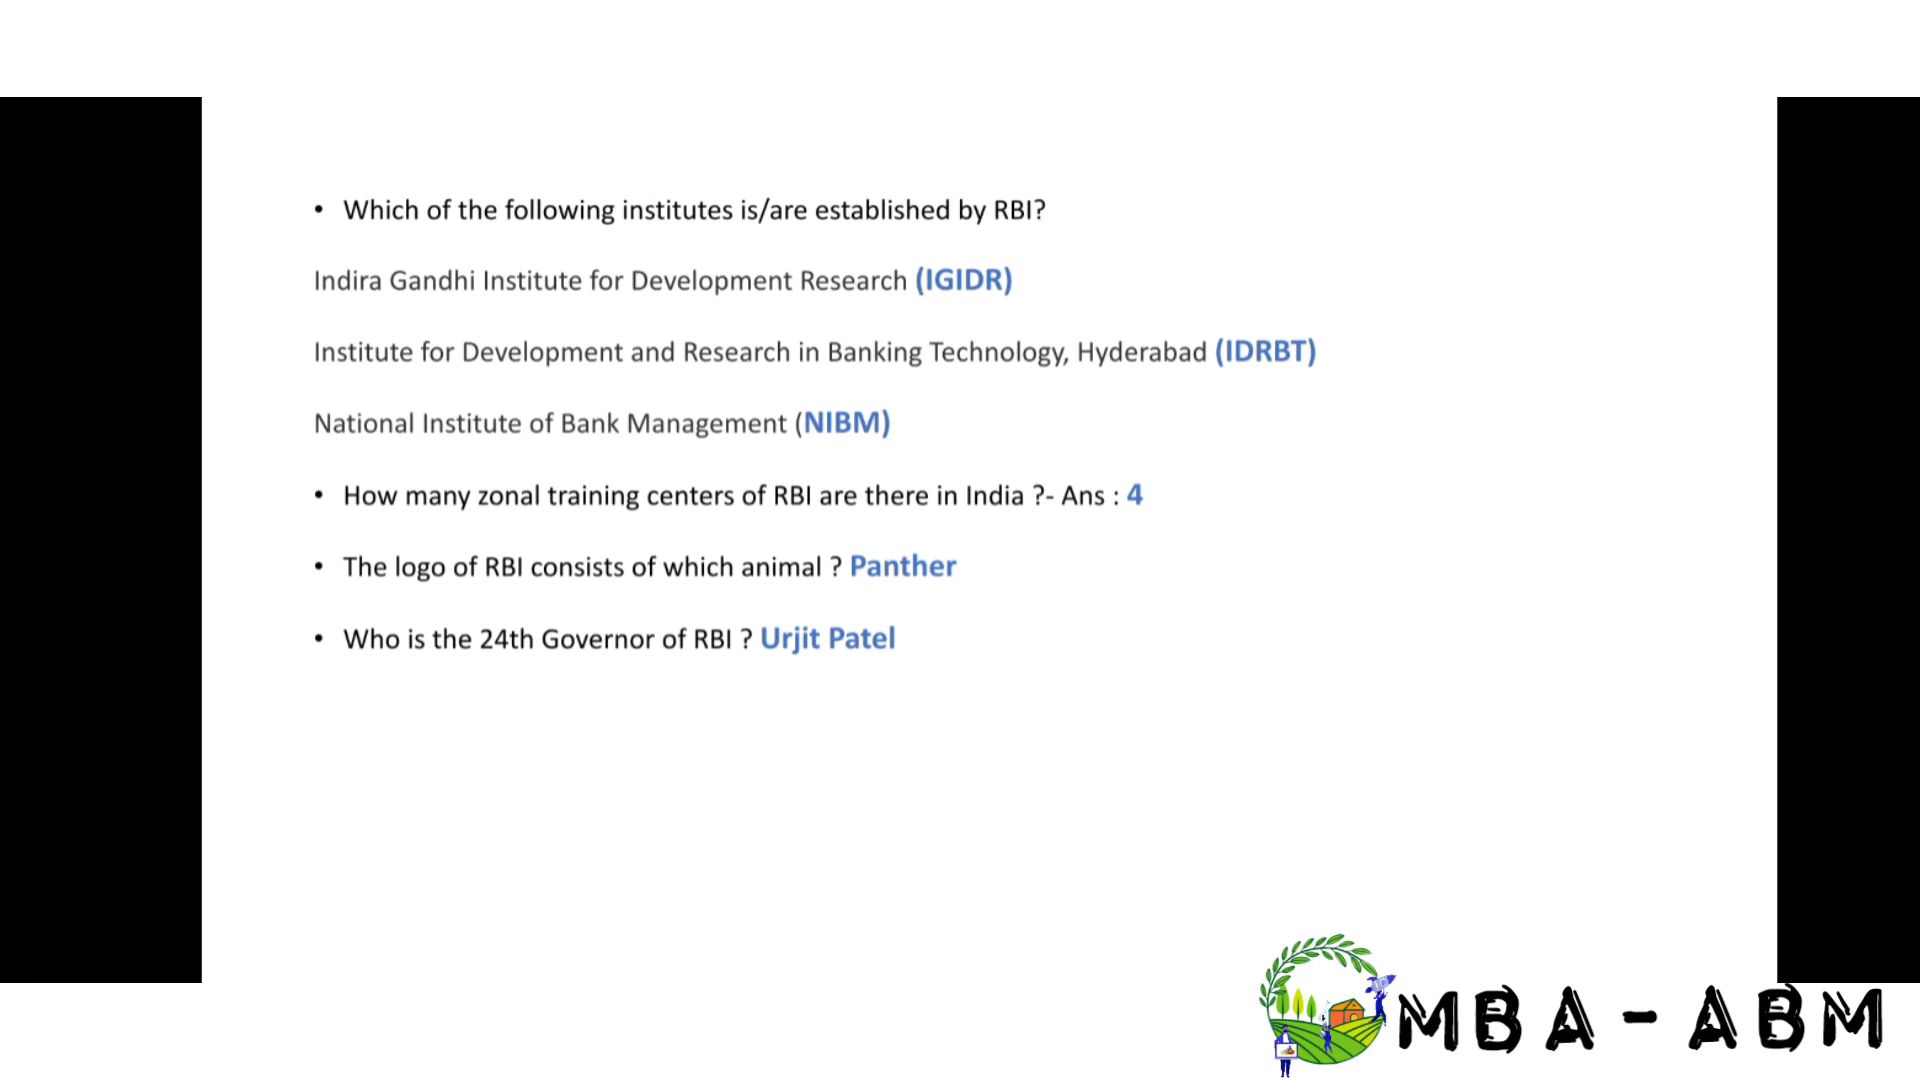 • Which of the following institutes is/are established by RBI?
Indira Gandhi Institute for Development Research (IGIDR)
Institute for Development and Research in Banking Technology, Hyderabad (IDRBT)
National Institute of Bank Management (NIBM)
• How many zonal training centers of RBI are there in India ?- Ans : 4
• The logo of RBI consists of which animal ? Panther
• Who is the 24th Governor of RBI ? Urjit Patel
MBA-ABM